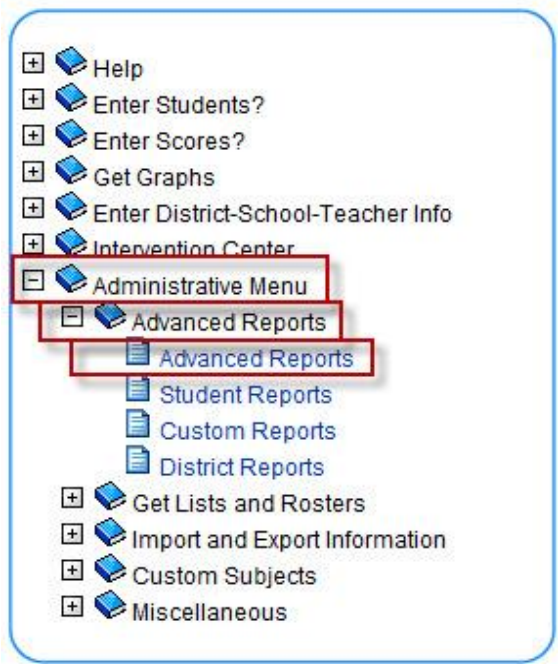 Help
Enter Students?
Enter Scores?
Get Graphs
Enter District-School-Teacher Info
Intervention Center
Administrative Menu
Advanced Reports
Advanced Reports
Student Reports
Custom Reports
District Reports
Get Lists and Rosters
Import and Export Information
Custom Subjects
Miscellaneous